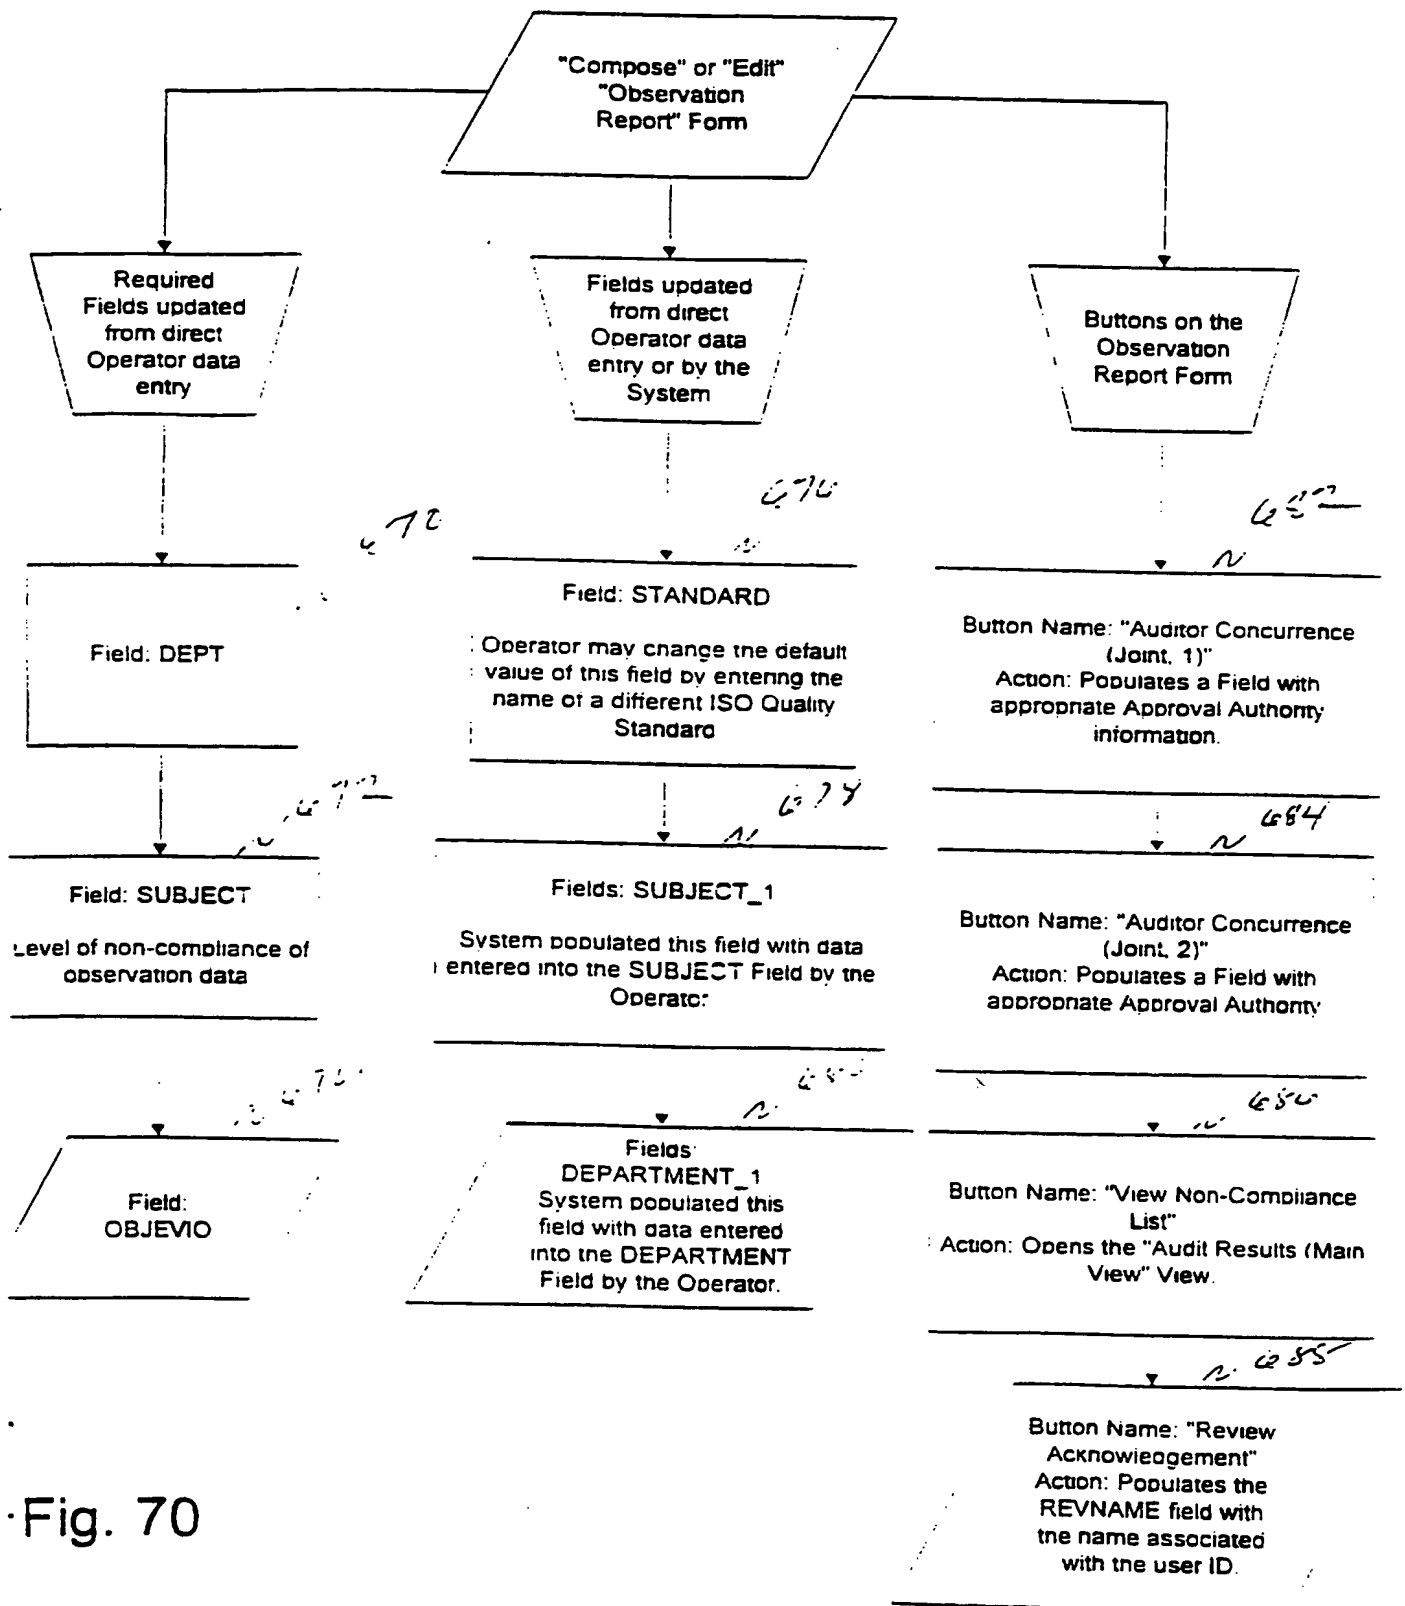 "Compose" or "Edit"
"Observation
Report" Form
Required
Fields updated
from direct
Operator data
entry
Fields updated
from direct
Operator data
entry or by the
System
Buttons on the
Observation
Report Form
670
Field: DEPT
672
Field: SUBJECT
Level of non-compliance of
observation data
Field:
OBJEVIO
Field: STANDARD
Operator may change the default
value of this field by entering the
name of a different ISO Quality
Standard
678
Fields: SUBJECT_1
System populated this field with data
entered into the SUBJECT Field by the
Operator.
Fields:
DEPARTMENT_1
System populated this
field with data entered
into the DEPARTMENT
Field by the Operator.
682
Button Name: "Auditor Concurrence
(Joint, 1)"
Action: Populates a Field with
appropriate Approval Authority
information.
684
Button Name: "Auditor Concurrence
(Joint, 2)"
Action: Populates a Field with
appropriate Approval Authority
Button Name: "View Non-Compliance
List"
Action: Opens the "Audit Results (Main
View" View.
Button Name: "Review
Acknowledgement"
Action: Populates the
REVNAME field with
the name associated
with the user ID.
Fig. 70